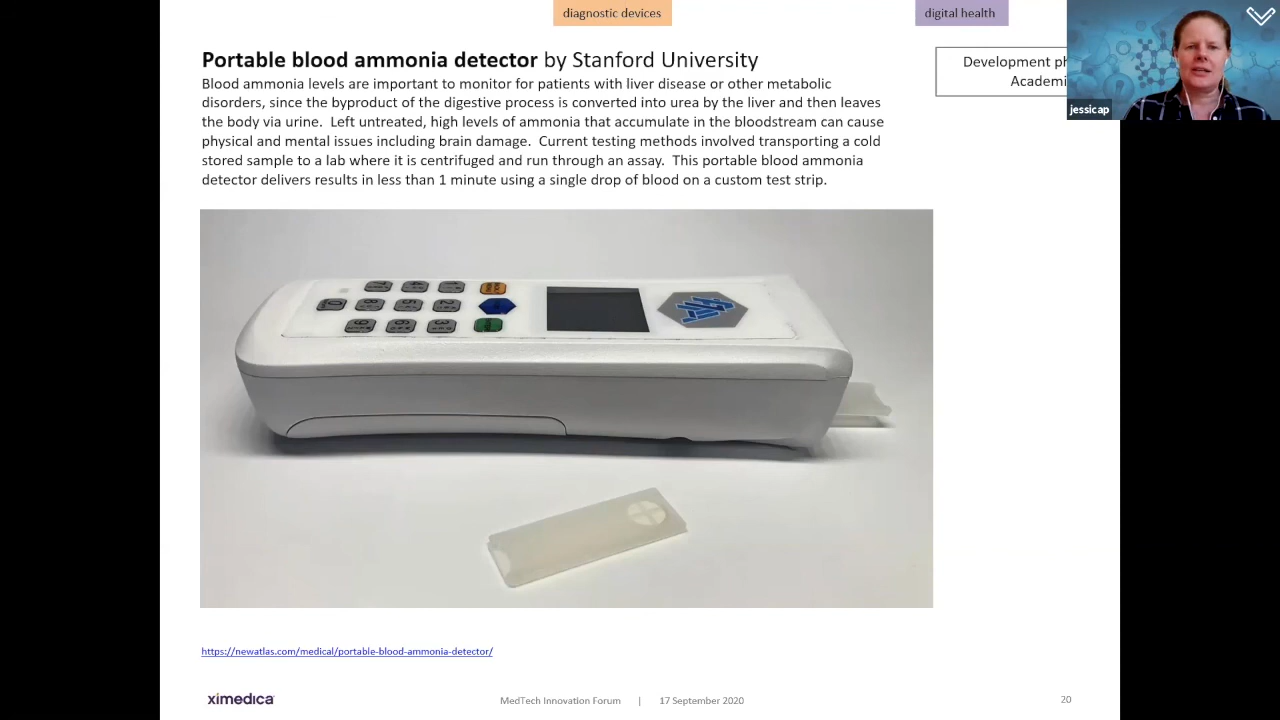 diagnostic devices
digital health
Portable blood ammonia detector by Stanford University
Blood ammonia levels are important to monitor for patients with liver disease or other metabolic
disorders, since the byproduct of the digestive process is converted into urea by the liver and then leaves
the body via urine.  Left untreated, high levels of ammonia that accumulate in the bloodstream can cause
physical and mental issues including brain damage.  Current testing methods involved transporting a cold
stored sample to a lab where it is centrifuged and run through an assay.  This portable blood ammonia
detector delivers results in less than 1 minute using a single drop of blood on a custom test strip.
Development ph
Academi
jessicap
https://newatlas.com/medical/portable-blood-ammonia-detector/
ximedica
MedTech Innovation Forum | 17 September 2020
20